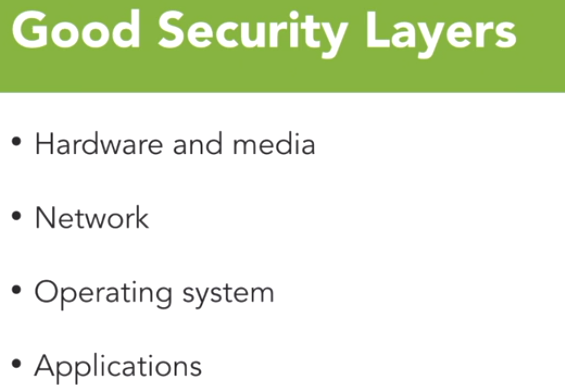 Good Security Layers
• Hardware and media
• Network
• Operating system
• Applications